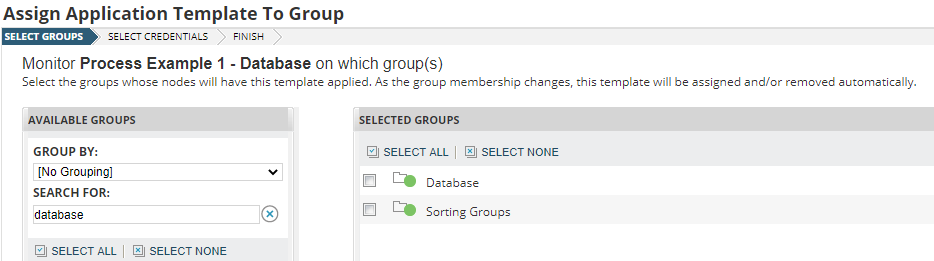 Assign Application Template To Group
SELECT GROUPS SELECT CREDENTIALS FINISH
Monitor Process Example 1 - Database on which group(s)
Select the groups whose nodes will have this template applied. As the group membership changes, this template will be assigned and/or removed automatically.
AVAILABLE GROUPS
GROUP BY:
[No Grouping]
SEARCH FOR:
database
SELECT ALL SELECT NONE
SELECTED GROUPS
SELECT ALL SELECT NONE
Database
Sorting Groups